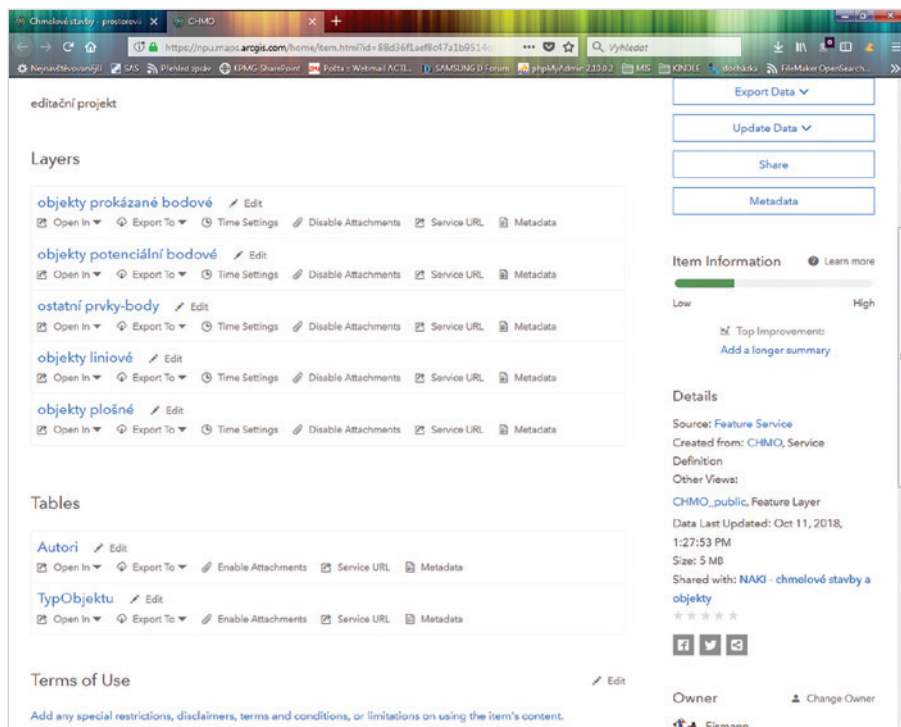 Chmelové stavby - prostorová X CHMO X +
https://npu.maps.arcgis.com/home/item.html?id=88d36f1aef8c47a1b9514c ... Vyhledat
Nejnavštěvovanější SAS Přehled zpráv KPMG-SharePoint Pošta :: Webmail ACTI... SAMSUNG D Forum phpMyAdmin 2.10.0.2 MIS KINDLE docházka FileMaker OpenSearch... »
editační projekt
Layers
objekty prokázané bodové Edit
Open In Export To Time Settings Disable Attachments Service URL Metadata
objekty potenciální bodové Edit
Open In Export To Time Settings Disable Attachments Service URL Metadata
ostatní prvky-body Edit
Open In Export To Time Settings Disable Attachments Service URL Metadata
objekty liniové Edit
Open In Export To Time Settings Disable Attachments Service URL Metadata
objekty plošné Edit
Open In Export To Time Settings Disable Attachments Service URL Metadata
Tables
Autori Edit
Open In Export To Enable Attachments Service URL Metadata
TypObjektu Edit
Open In Export To Enable Attachments Service URL Metadata
Terms of Use Edit
Add any special restrictions, disclaimers, terms and conditions, or limitations on using the item's content.
Export Data
Update Data
Share
Metadata
Item Information Learn more
Low High
Top Improvement:
Add a longer summary
Details
Source: Feature Service
Created from: CHMO, Service
Definition
Other Views:
CHMO_public, Feature Layer
Data Last Updated: Oct 11, 2018,
1:27:53 PM
Size: 5 MB
Shared with: NAKI - chmelové stavby a
objekty
Owner Change Owner